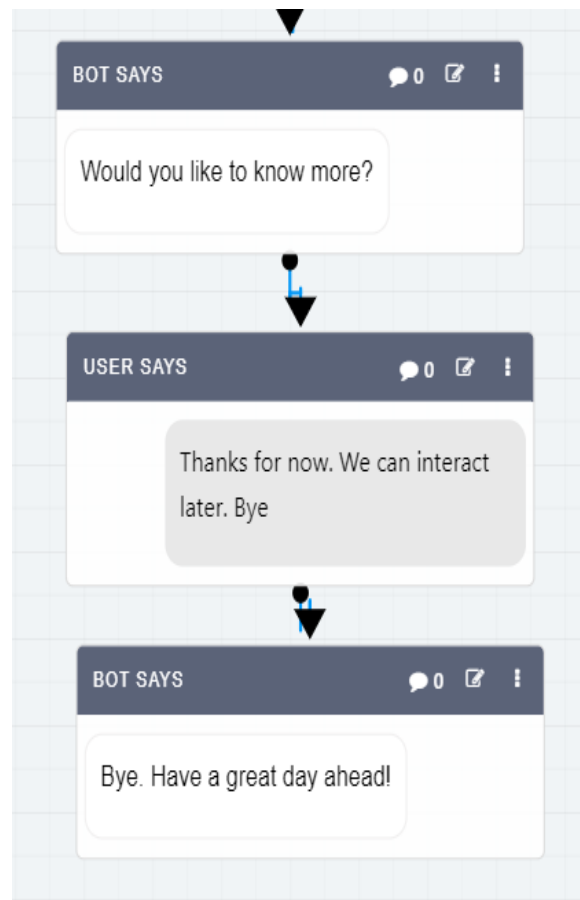 BOT SAYS 0
Would you like to know more?
USER SAYS 0
Thanks for now. We can interact
later. Bye
BOT SAYS 0
Bye. Have a great day ahead!